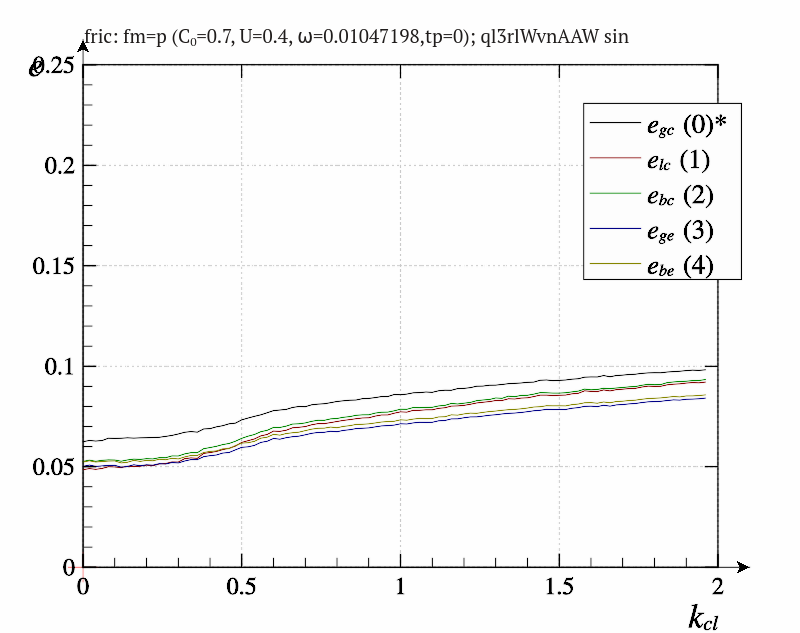 fric: fm=p (C₀=0.7, U=0.4, ω=0.01047198,tp=0); ql3rlWvnAAW sin
e
0.25
0.2
0.15
0.1
0.05
0
e_gc (0)*
e_lc (1)
e_bc (2)
e_ge (3)
e_be (4)
0 0.5 1 1.5 2
k_cl